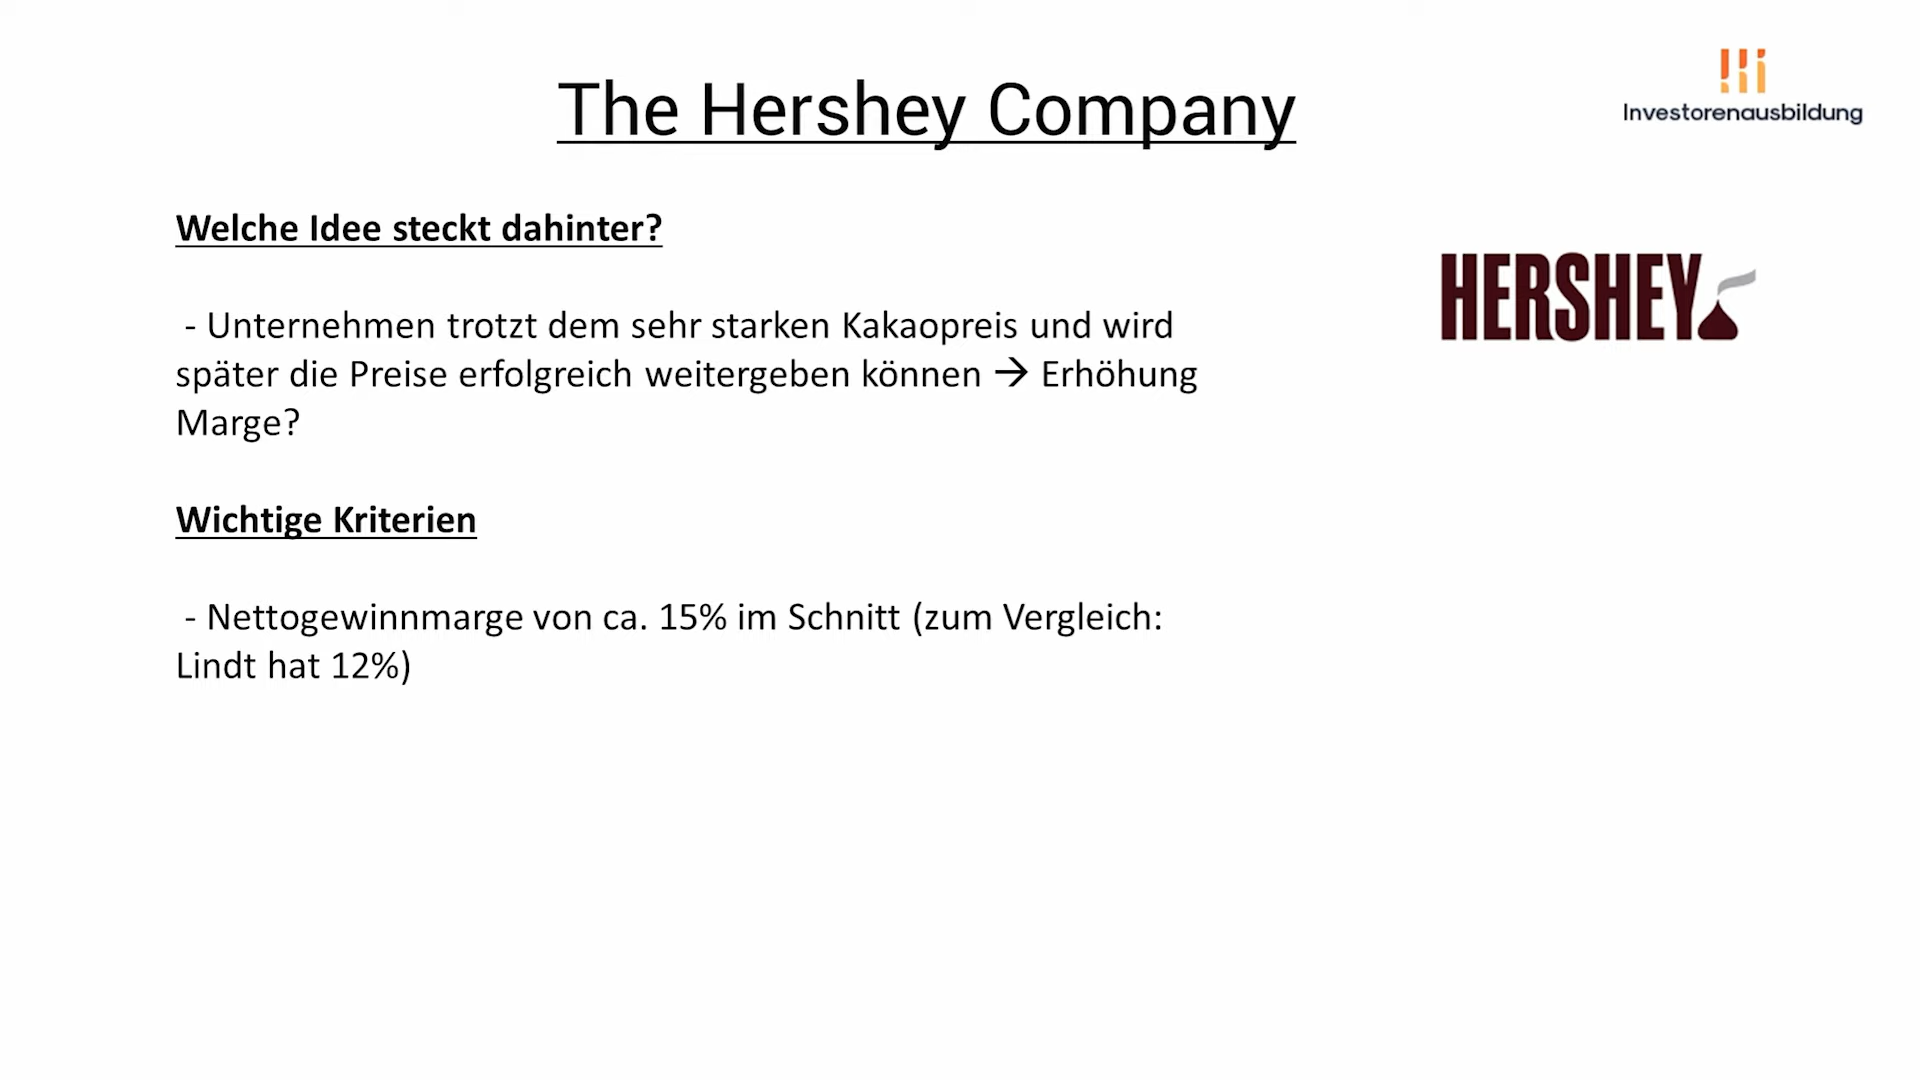 The Hershey Company
Investorenausbildung
Welche Idee steckt dahinter?
HERSHEY
- Unternehmen trotzt dem sehr starken Kakaopreis und wird
später die Preise erfolgreich weitergeben können → Erhöhung
Marge?
Wichtige Kriterien
- Nettogewinnmarge von ca. 15% im Schnitt (zum Vergleich:
Lindt hat 12%)